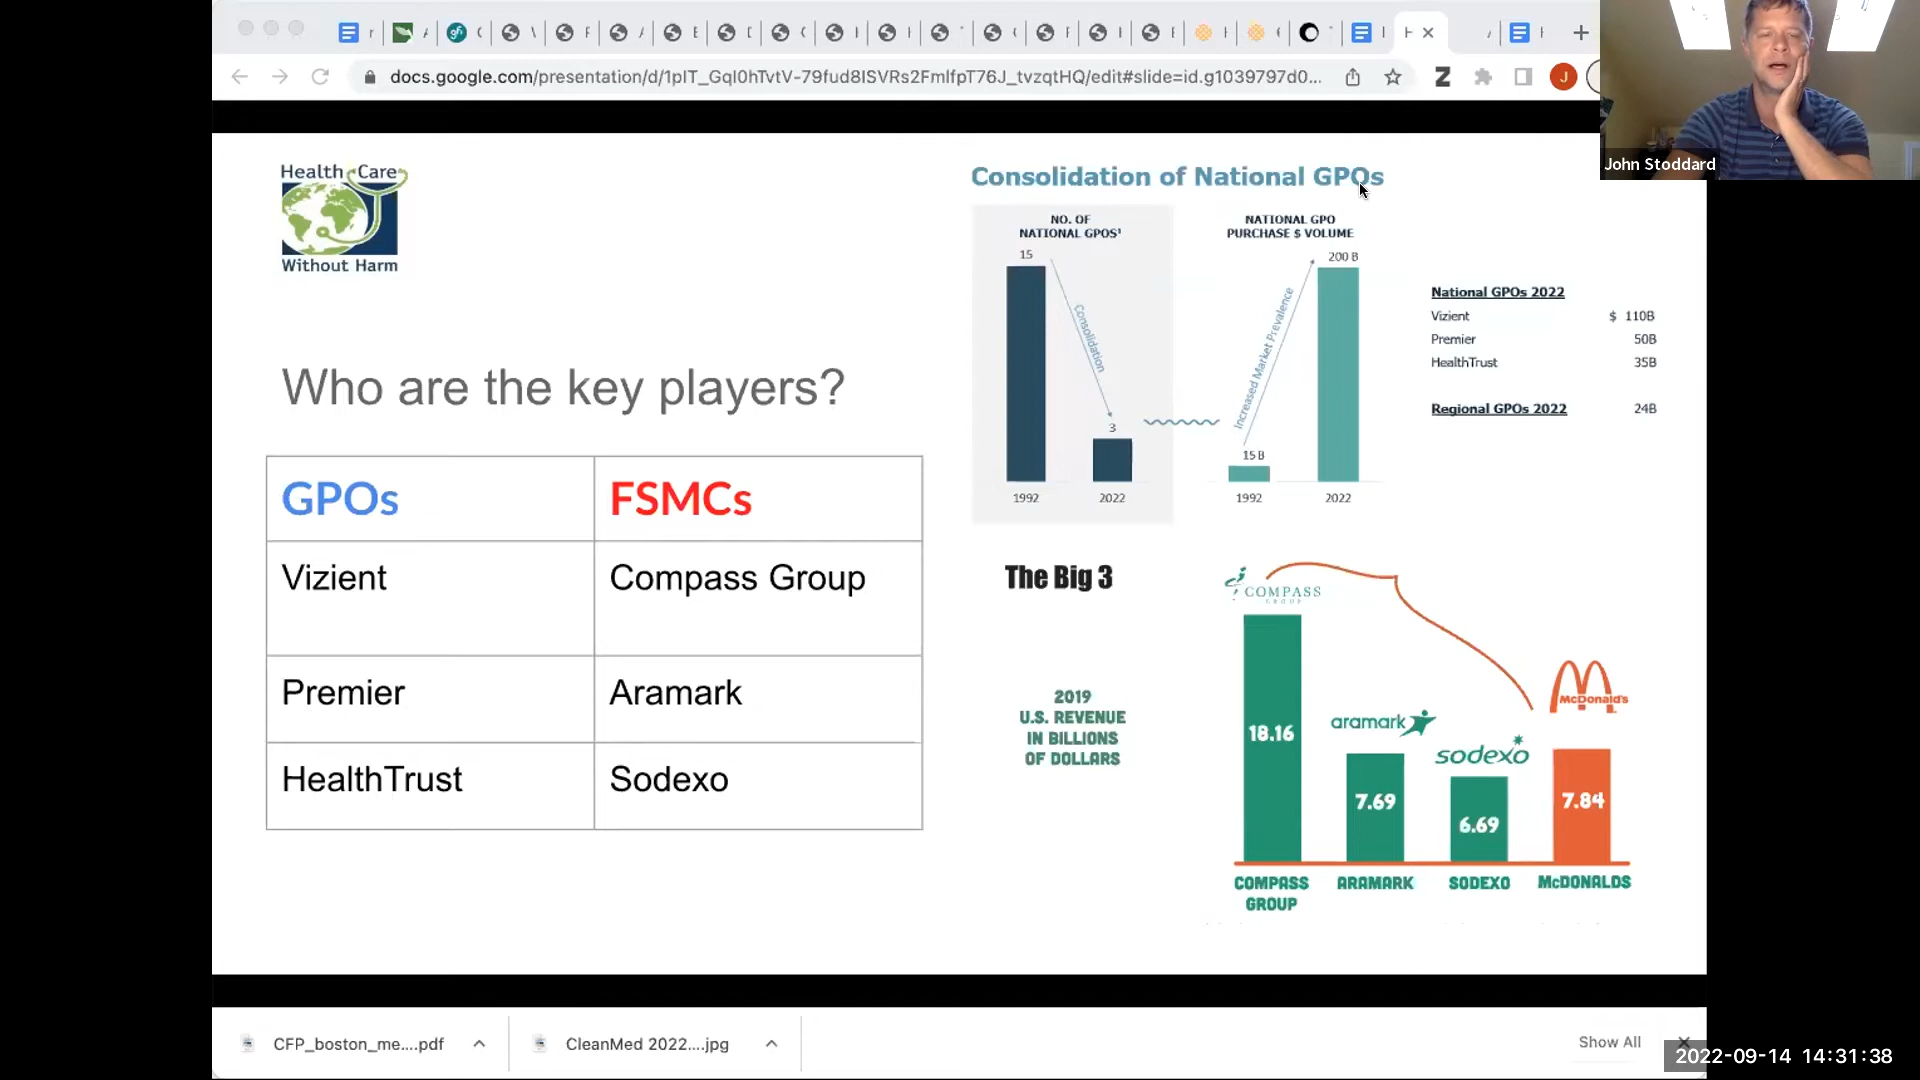 docs.google.com/presentation/d/1pIT_GqI0hTvtV-79fud8ISVRs2FmlfpT76J_tvzqtHQ/edit#slide=id.g1039797d0...
J
John Stoddard
Health Care
Without Harm
Who are the key players?
GPOs FSMCs
Vizient Compass Group
Premier Aramark
HealthTrust Sodexo
Consolidation of National GPOs
NO. OF
NATIONAL GPOS¹
15
Consolidation
3
1992 2022
NATIONAL GPO
PURCHASE $ VOLUME
200 B
Increased Market Prevalence
15 B
1992 2022
National GPOs 2022
Vizient $ 110B
Premier 50B
HealthTrust 35B
Regional GPOs 2022 24B
The Big 3
2019
U.S. REVENUE
IN BILLIONS
OF DOLLARS
COMPASS
GROUP
aramark
sodexo
McDonald's
18.16
7.69
6.69
7.84
COMPASS
GROUP
ARAMARK
SODEXO
McDONALDS
CFP_boston_me....pdf
CleanMed 2022....jpg
Show All
2022-09-14 14:31:38